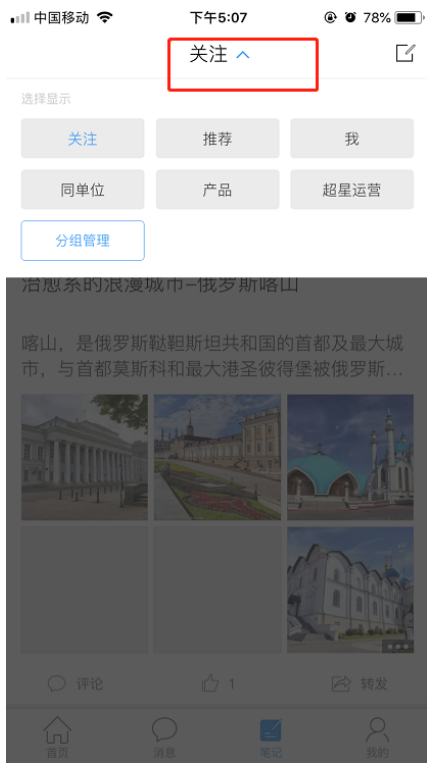 中国移动 下午5:07 78%
关注
选择显示
关注 推荐 我
同单位 产品 超星运营
分组管理
治愈系的浪漫城市–俄罗斯喀山
喀山，是俄罗斯鞑靼斯坦共和国的首都及最大城
市，与首都莫斯科和最大港圣彼得堡被俄罗斯...
评论 1 转发
首页 消息 笔记 我的